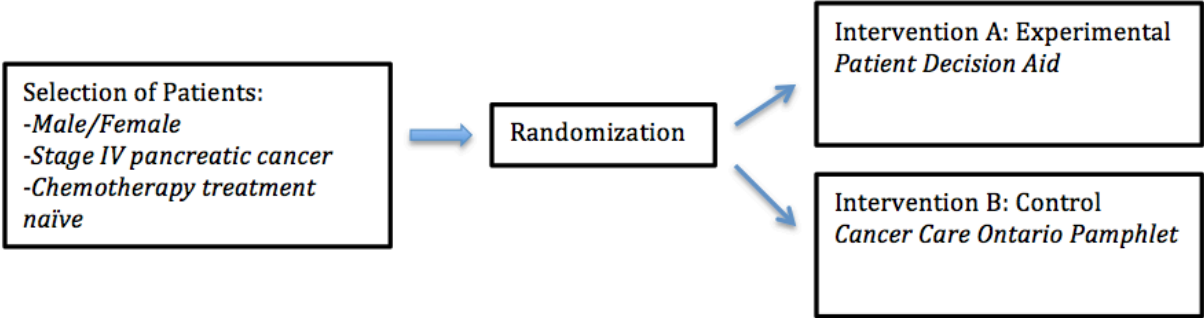 Selection of Patients:
-Male/Female
-Stage IV pancreatic cancer
-Chemotherapy treatment
naïve
Randomization
Intervention A: Experimental
Patient Decision Aid
Intervention B: Control
Cancer Care Ontario Pamphlet